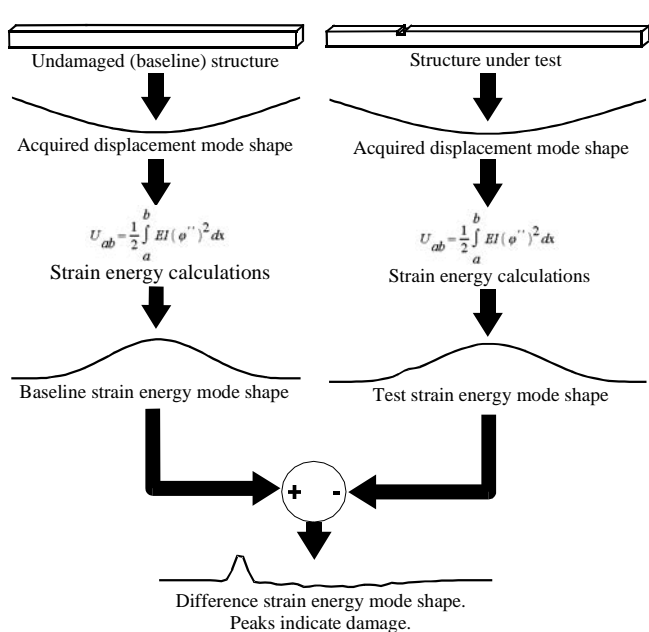 Undamaged (baseline) structure
Structure under test
Acquired displacement mode shape
Acquired displacement mode shape
U_ab = 1/2 ∫_a^b EI(φ'')² dx
U_ab = 1/2 ∫_a^b EI(φ'')² dx
Strain energy calculations
Strain energy calculations
Baseline strain energy mode shape
Test strain energy mode shape
+ -
Difference strain energy mode shape.
Peaks indicate damage.